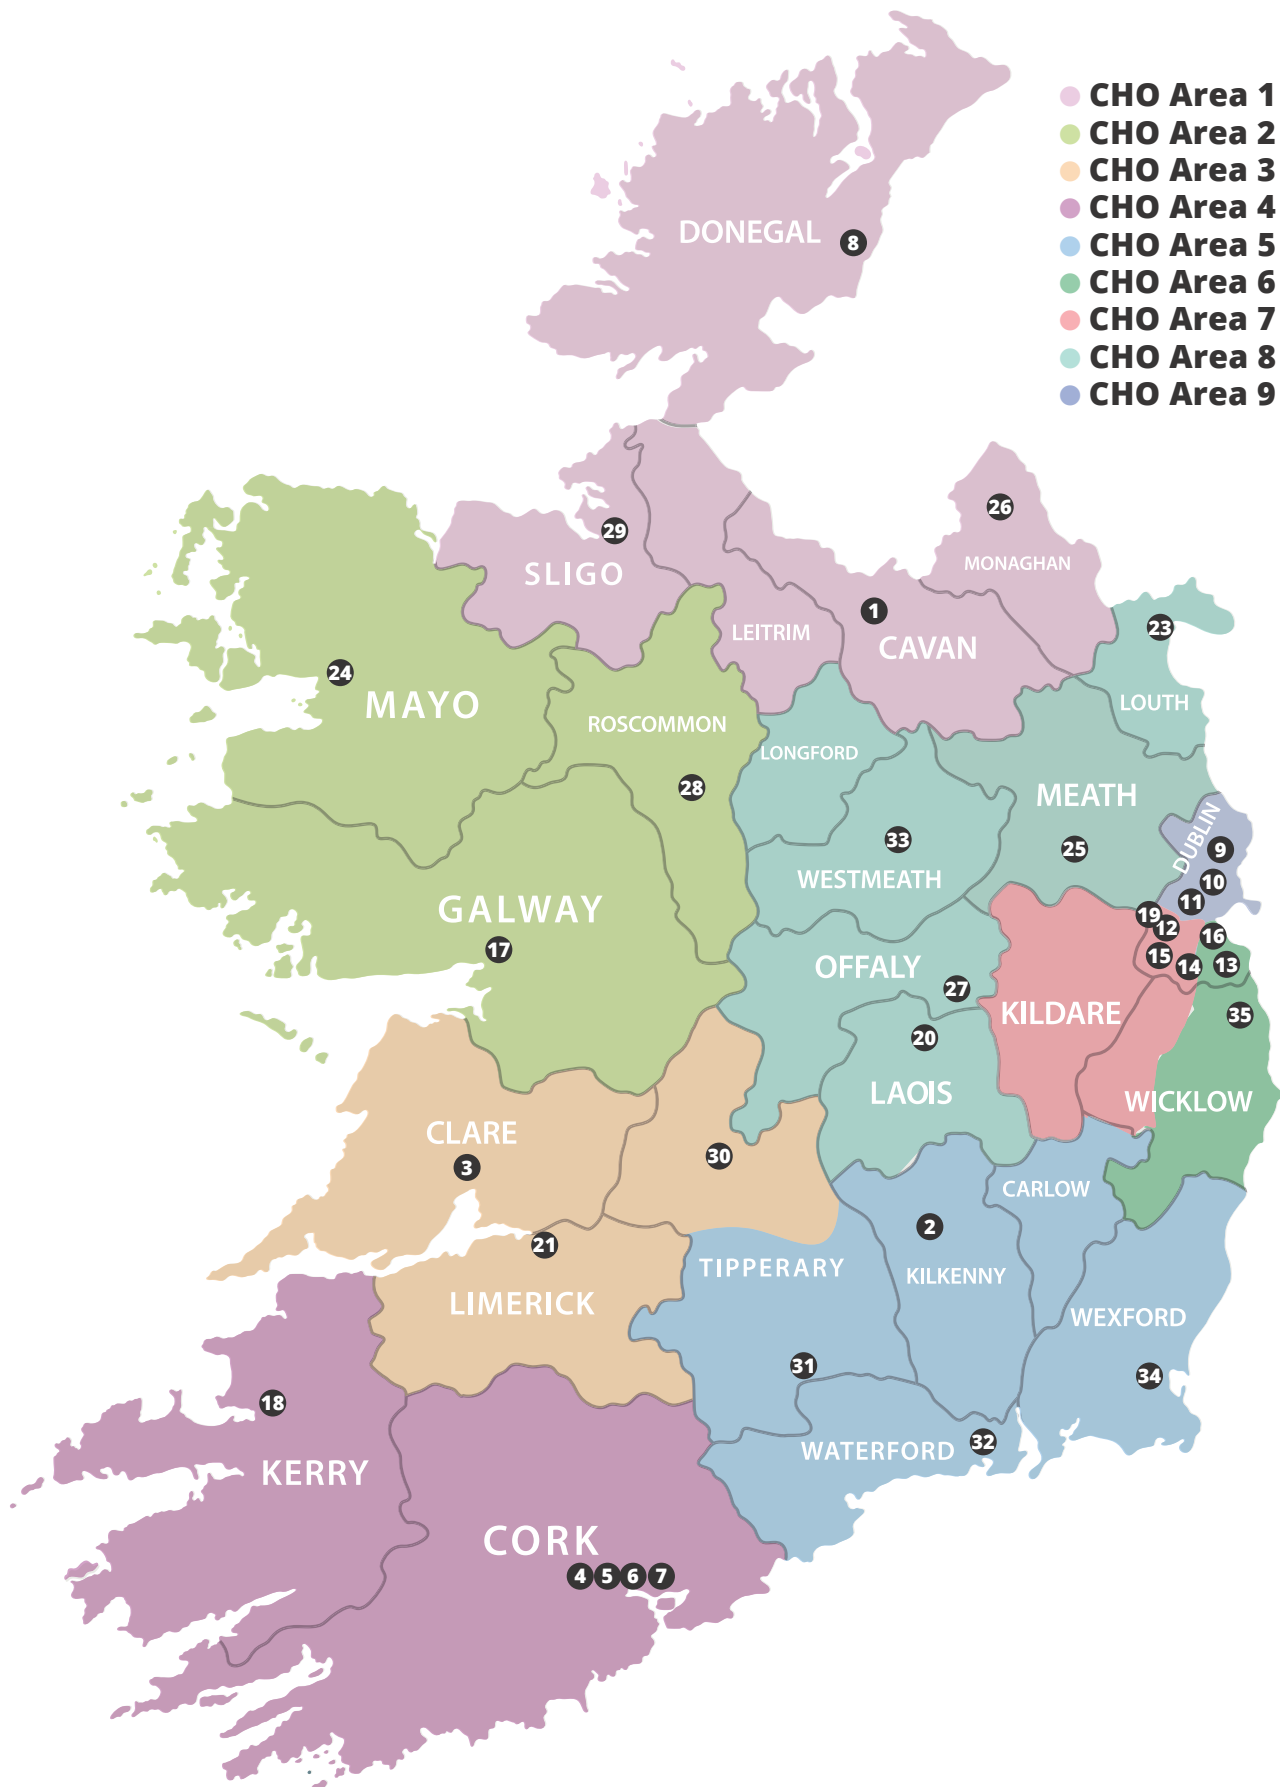 CHO Area 1
CHO Area 2
CHO Area 3
CHO Area 4
CHO Area 5
CHO Area 6
CHO Area 7
CHO Area 8
CHO Area 9
DONEGAL
8
26
29
MONAGHAN
SLIGO
1
23
LEITRIM
CAVAN
24
MAYO
LOUTH
ROSCOMMON
LONGFORD
28
MEATH
DUBLIN
33
25
9
WESTMEATH
10
GALWAY
11
19
12
17
16
15
14
13
OFFALY
27
KILDARE
35
20
LAOIS
WICKLOW
CLARE
30
3
CARLOW
2
21
TIPPERARY
KILKENNY
LIMERICK
WEXFORD
31
34
18
32
WATERFORD
KERRY
CORK
4 5 6 7